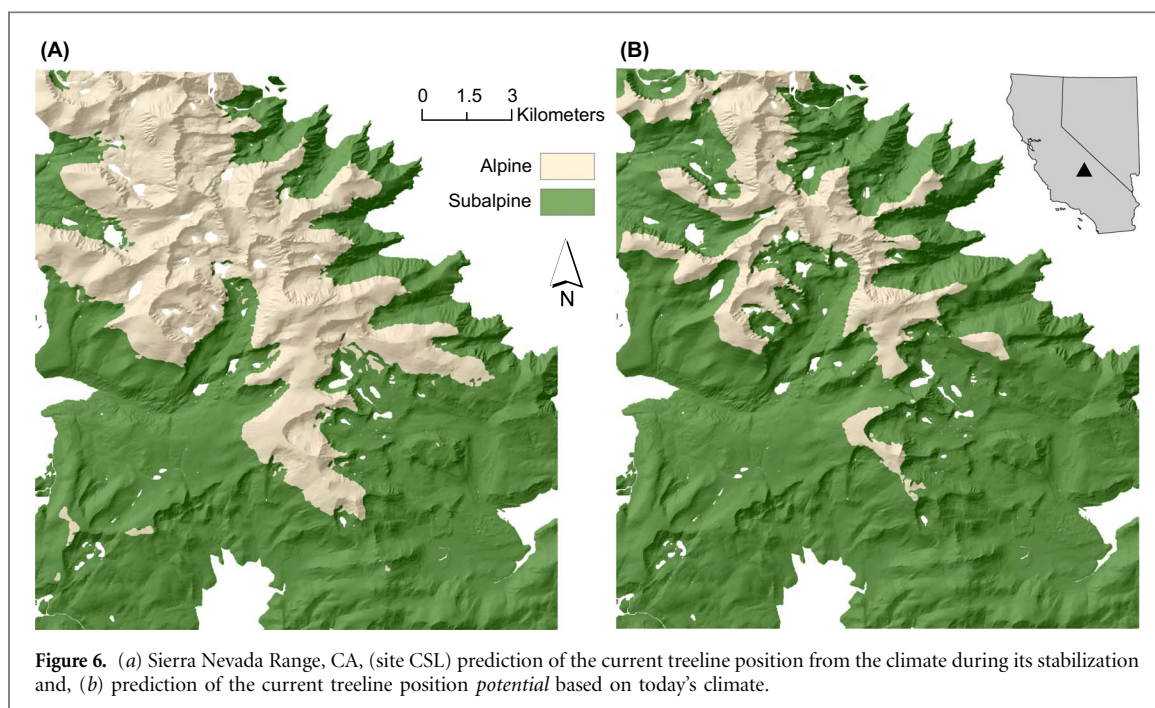 (A)
(B)
0 1.5 3
Kilometers
Alpine
Subalpine
N
Figure 6. (a) Sierra Nevada Range, CA, (site CSL) prediction of the current treeline position from the climate during its stabilization
and, (b) prediction of the current treeline position potential based on today's climate.